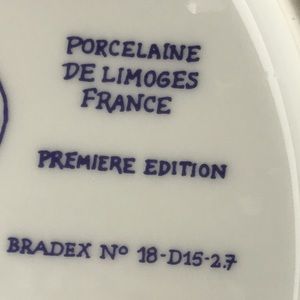 PORCELAINE
DE LIMOGES
FRANCE
PREMIERE EDITION
BRADEX Nº 18-D15-2.7